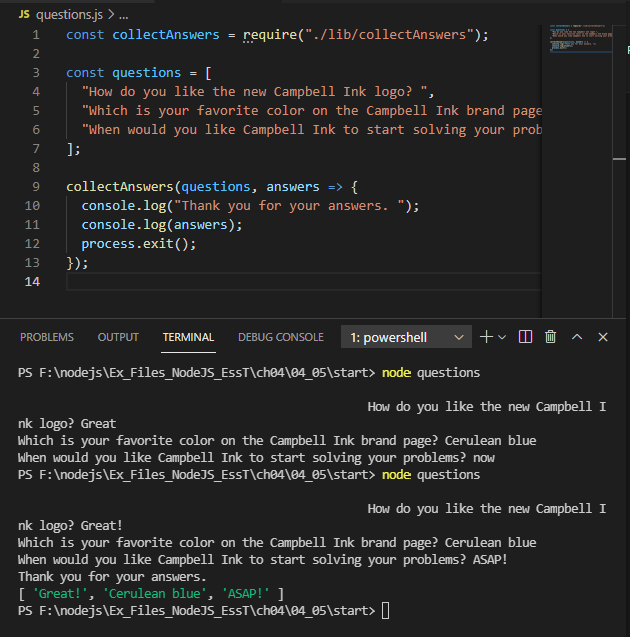 JS questions.js > ...
1 const collectAnswers = require("./lib/collectAnswers");
2
3 const questions = [
4 "How do you like the new Campbell Ink logo? ",
5 "Which is your favorite color on the Campbell Ink brand page
6 "When would you like Campbell Ink to start solving your prob
7 ];
8
9 collectAnswers(questions, answers => {
10 console.log("Thank you for your answers. ");
11 console.log(answers);
12 process.exit();
13 });
14
PROBLEMS OUTPUT TERMINAL DEBUG CONSOLE 1: powershell
PS F:\nodejs\Ex_Files_NodeJS_EssT\ch04\04_05\start> node questions
How do you like the new Campbell I
nk logo? Great
Which is your favorite color on the Campbell Ink brand page? Cerulean blue
When would you like Campbell Ink to start solving your problems? now
PS F:\nodejs\Ex_Files_NodeJS_EssT\ch04\04_05\start> node questions
How do you like the new Campbell I
nk logo? Great!
Which is your favorite color on the Campbell Ink brand page? Cerulean blue
When would you like Campbell Ink to start solving your problems? ASAP!
Thank you for your answers.
[ 'Great!', 'Cerulean blue', 'ASAP!' ]
PS F:\nodejs\Ex_Files_NodeJS_EssT\ch04\04_05\start>